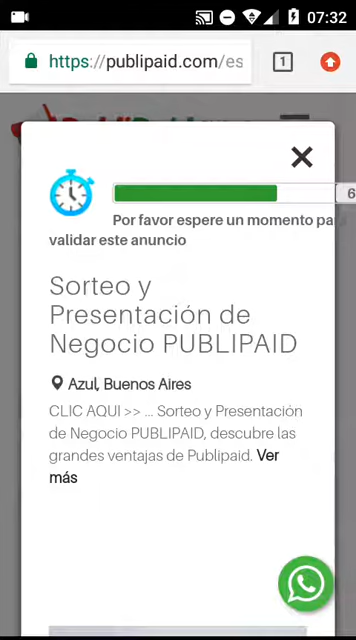 07:32
https://publipaid.com/es
1
6
Por favor espere un momento para
validar este anuncio
Sorteo y
Presentación de
Negocio PUBLIPAID
Azul, Buenos Aires
CLIC AQUI >> ... Sorteo y Presentación
de Negocio PUBLIPAID, descubre las
grandes ventajas de Publipaid. Ver
más